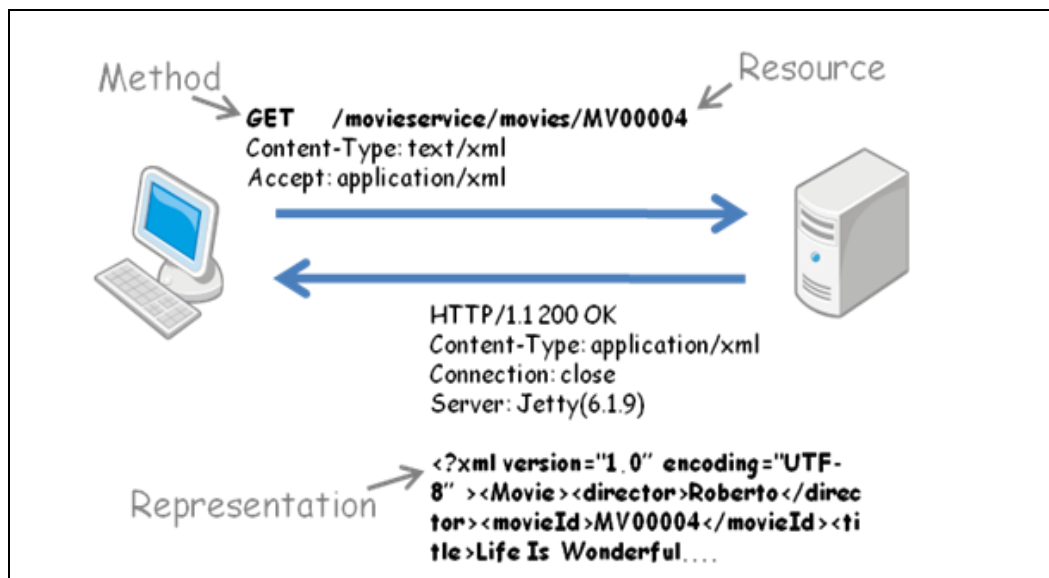 Method
Resource
GET /movieservice/movies/MV00004
Content-Type: text/xml
Accept: application/xml
HTTP/1.1 200 OK
Content-Type: application/xml
Connection: close
Server: Jetty(6.1.9)
Representation
<?xml version="1.0" encoding="UTF-
8" ><Movie><director>Roberto</direc
tor><movieId>MV00004</movieId><ti
tle>Life Is Wonderful....